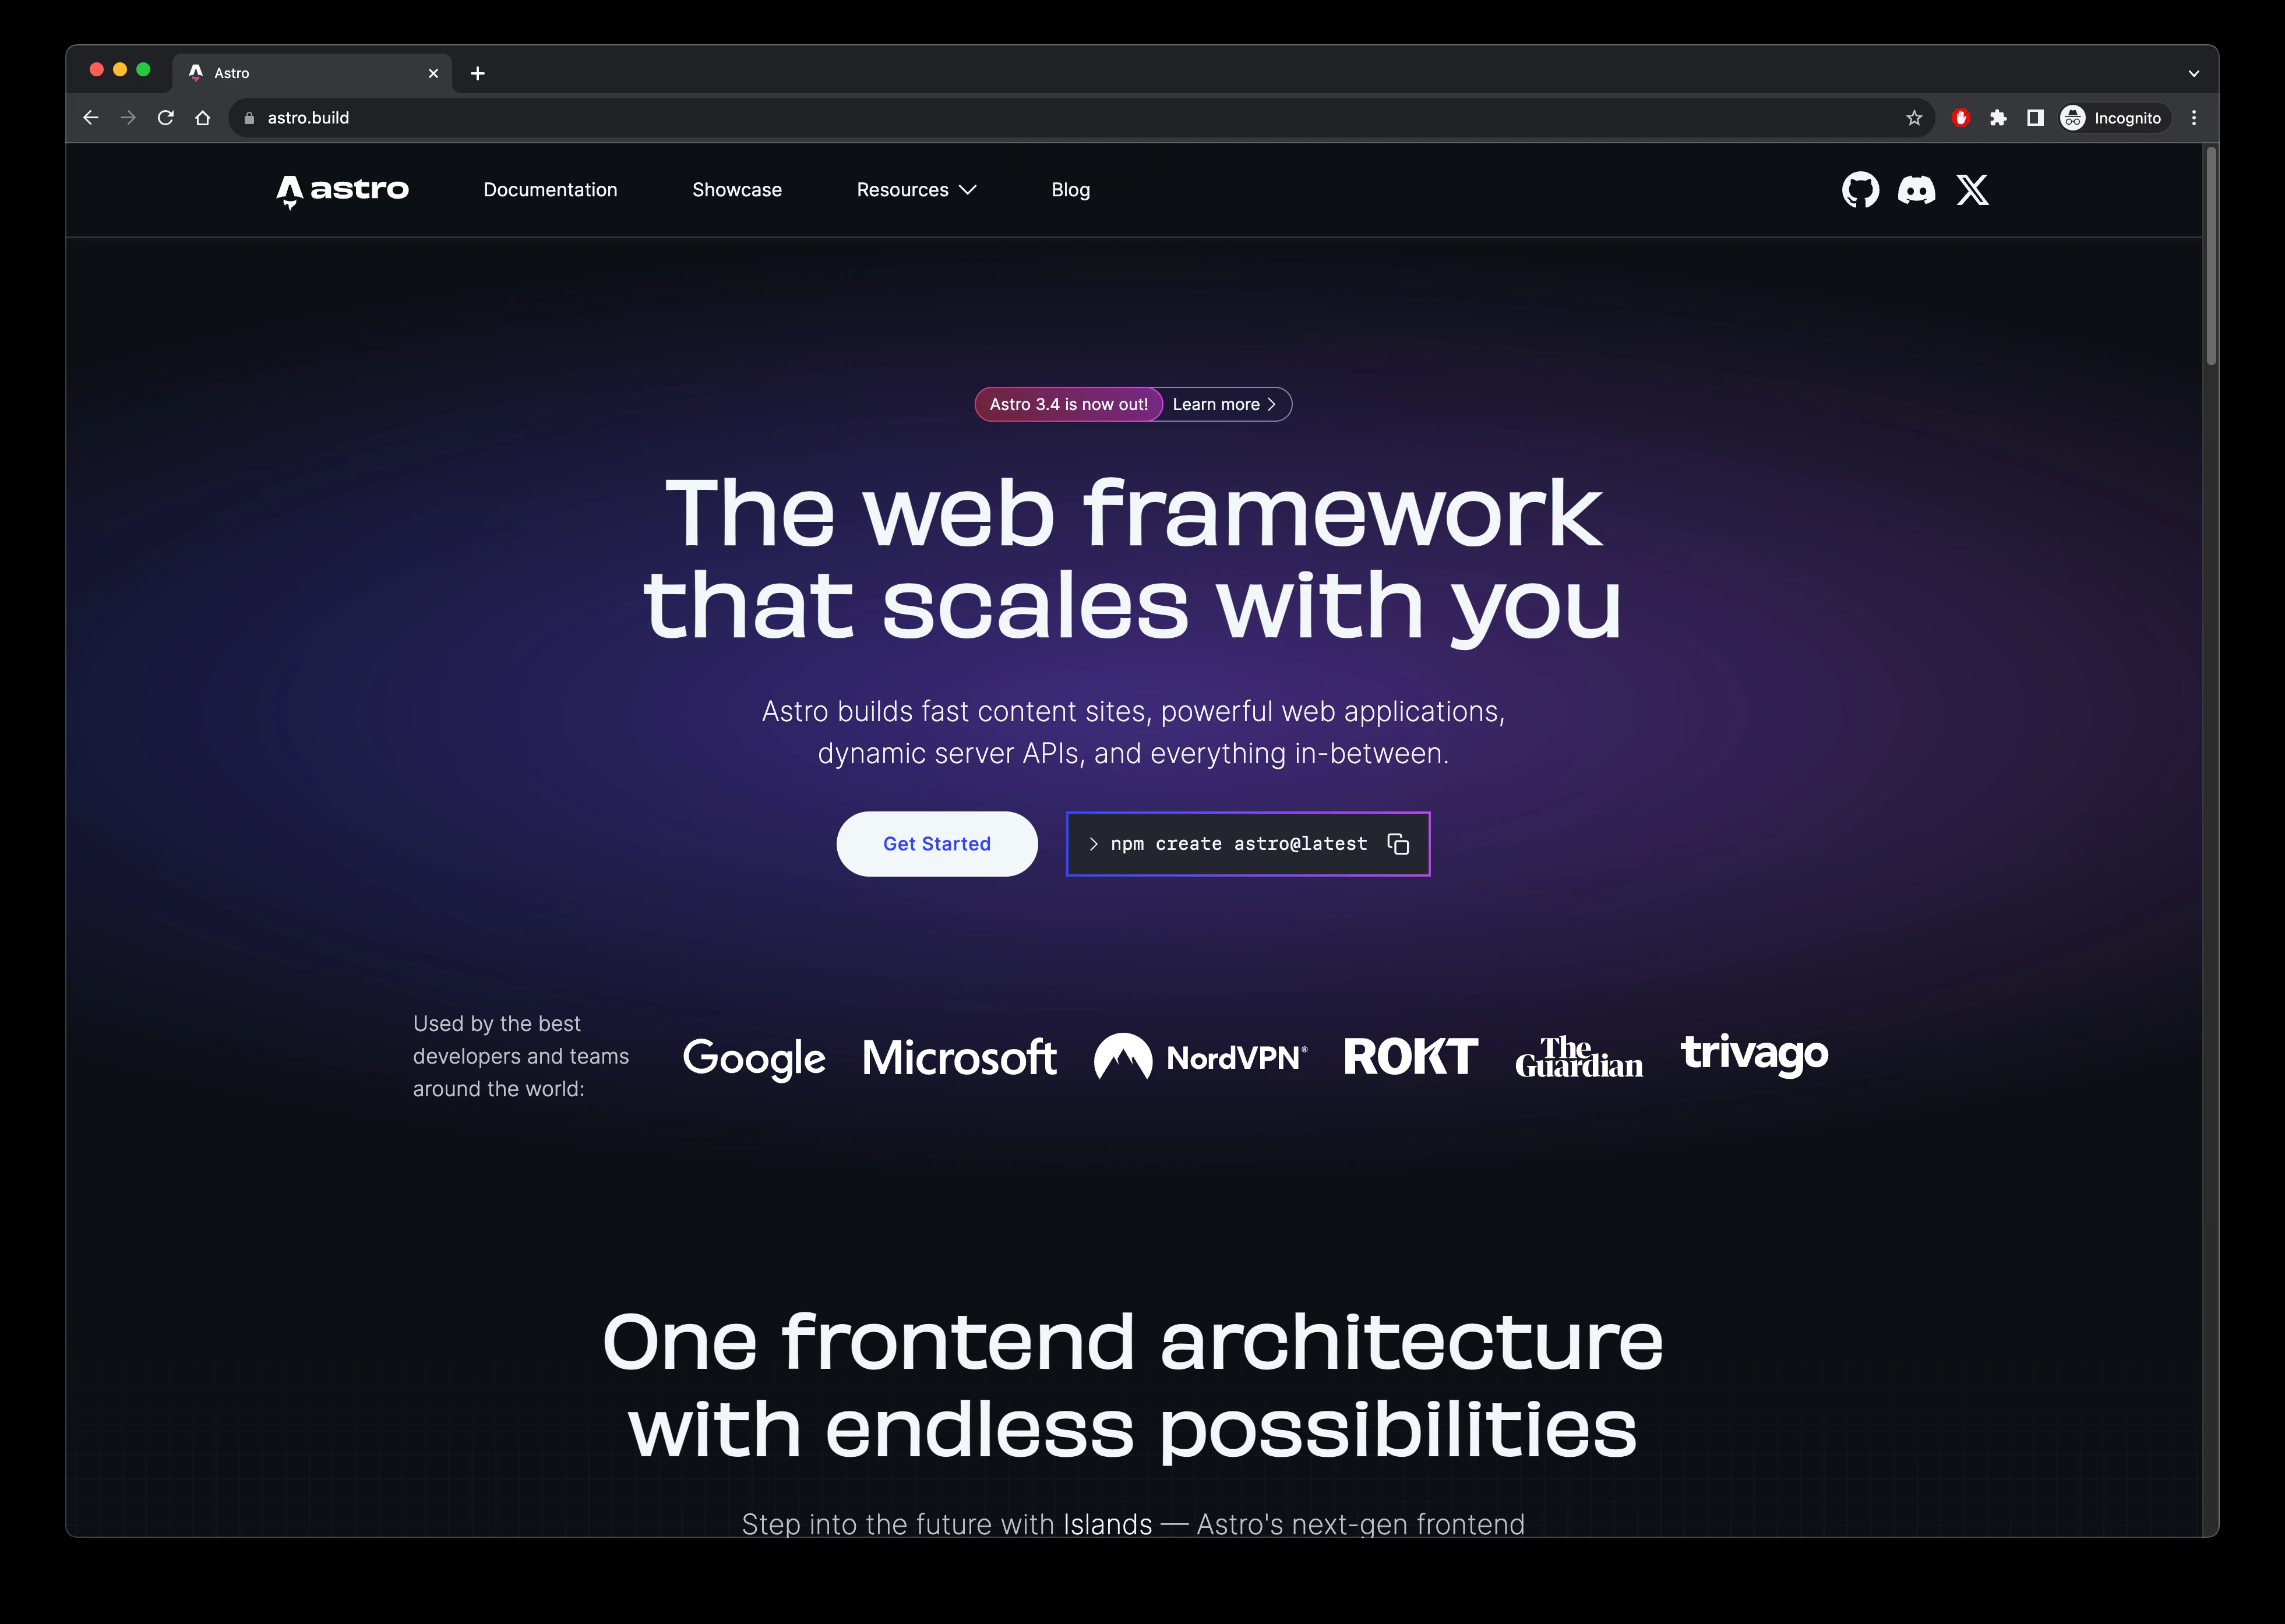 Astro
astro.build
Incognito
astro
Documentation
Showcase
Resources
Blog
Astro 3.4 is now out!
Learn more
The web framework
that scales with you
Astro builds fast content sites, powerful web applications,
dynamic server APIs, and everything in-between.
Get Started
> npm create astro@latest
Used by the best
developers and teams
around the world:
Google
Microsoft
NordVPN®
ROKT
The
Guardian
trivago
One frontend architecture
with endless possibilities
Step into the future with Islands — Astro's next-gen frontend